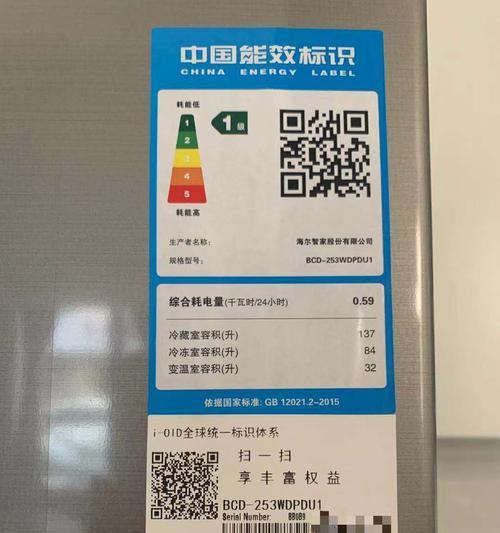 中国能效标识
CHINA ENERGY LABEL
耗能低
1
2
3
4
5
耗能高
1级
生产者名称: 海尔智家股份有限公司
规格型号: BCD-253WDPDU1
综合耗电量(千瓦时/24小时) 0.59
冷藏室容积(升) 137
冷冻室容积(升) 84
变温室容积(升) 32
依据国家标准: GB 12021.2-2015
i-OID全球统一标识体系
扫一扫
享丰富权益
BCD-253WDPDU1
Serial Number: